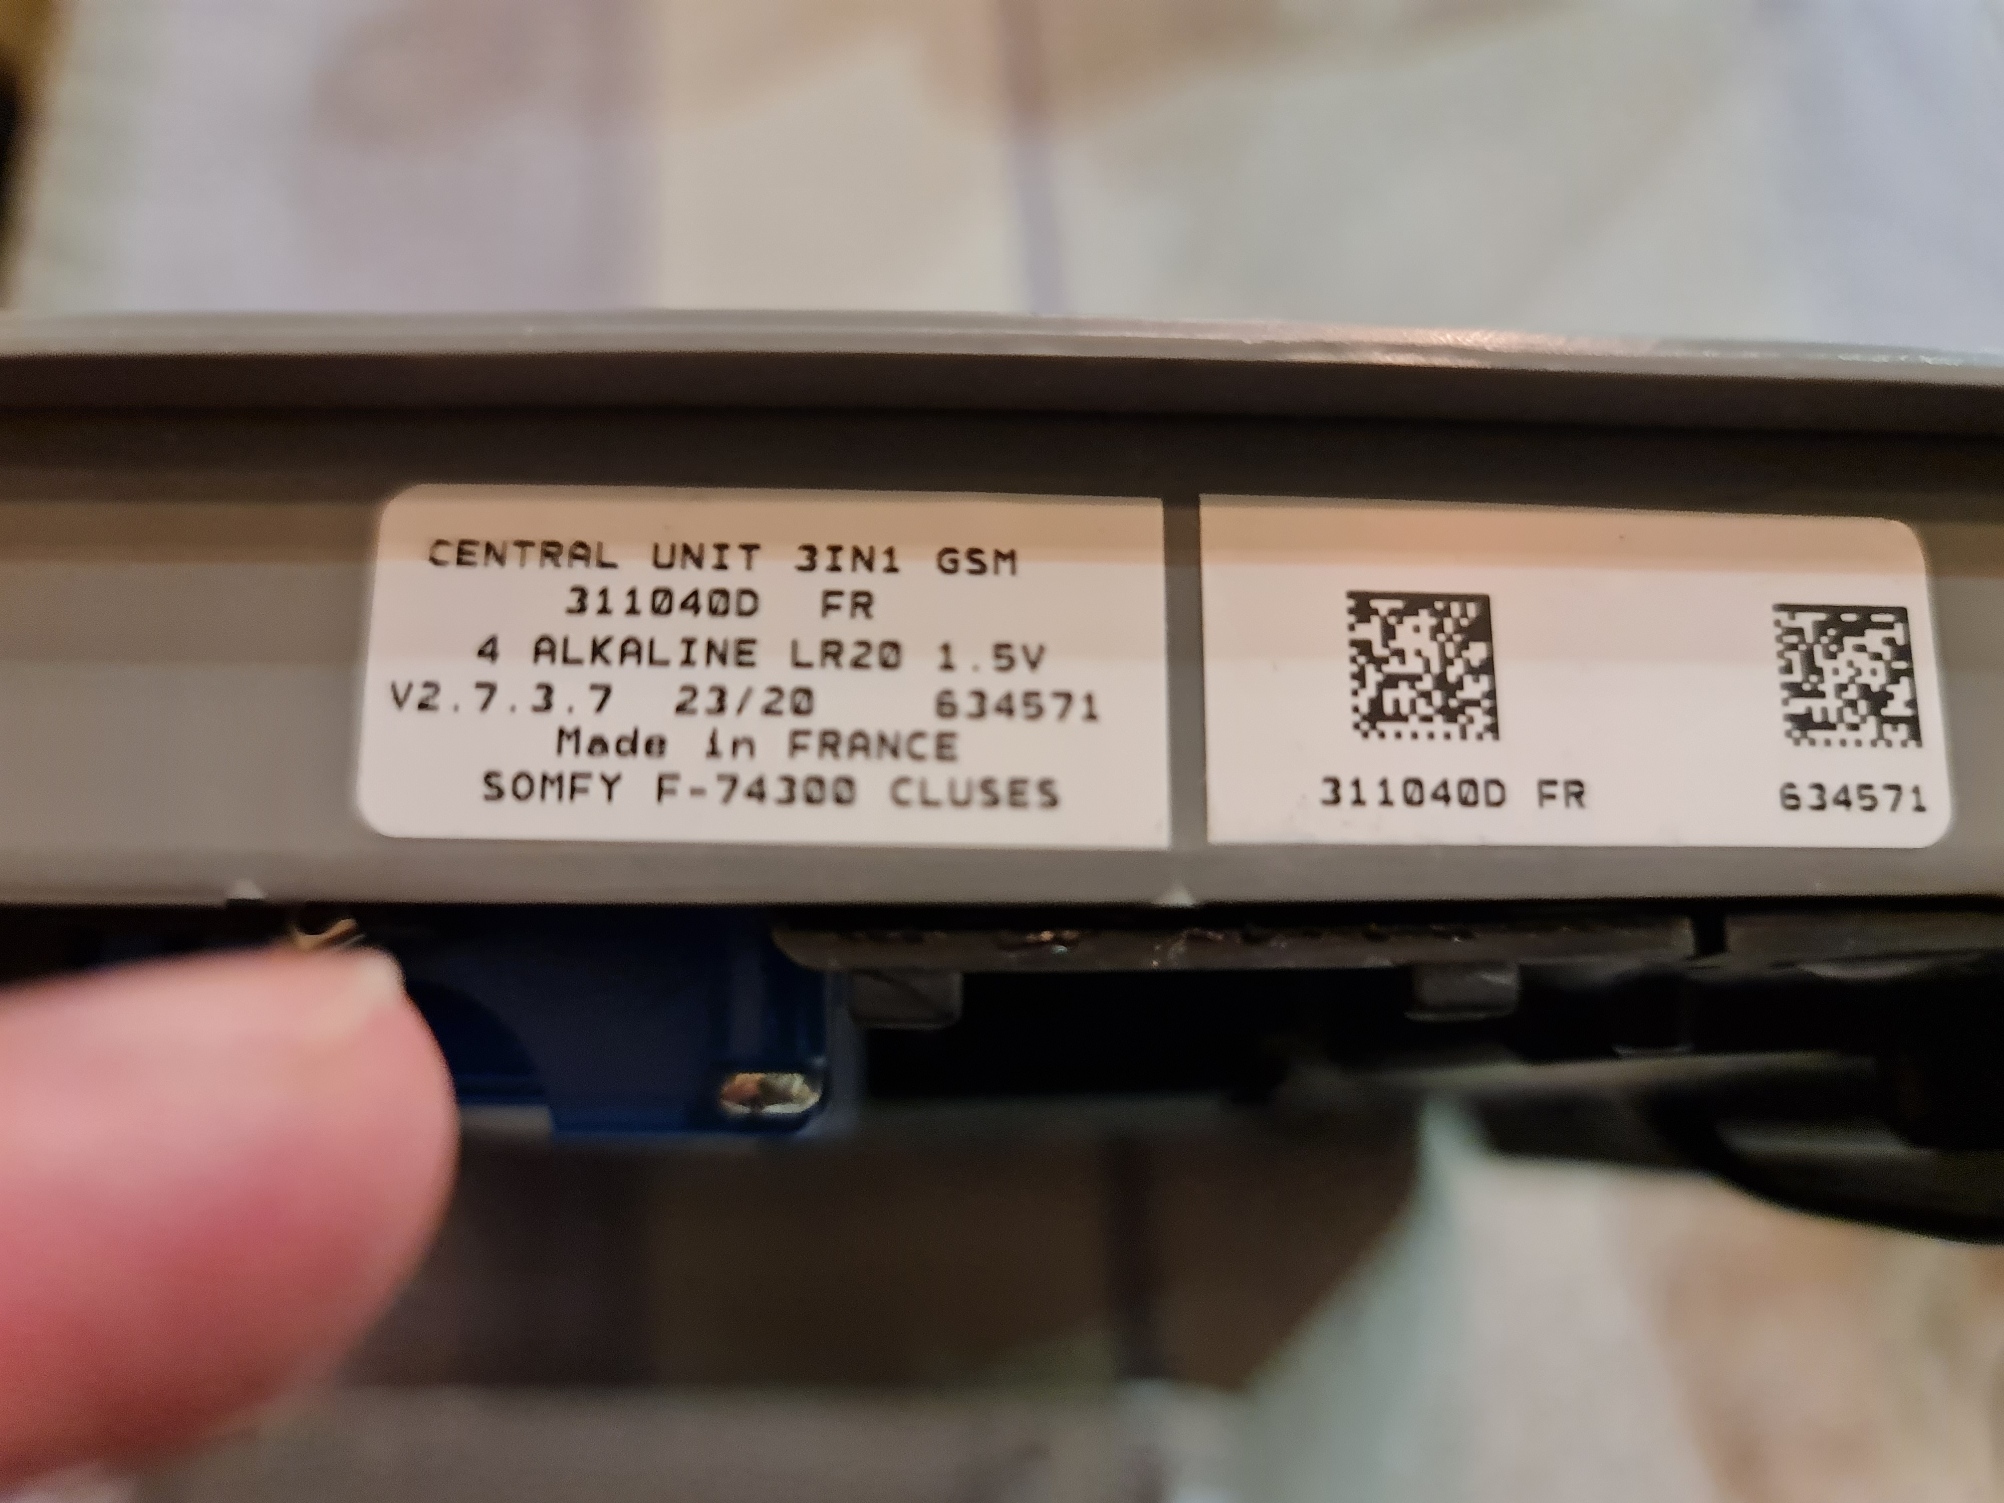 CENTRAL UNIT 3IN1 GSM
311040D FR
4 ALKALINE LR20 1.5V
V2.7.3.7 23/20 634571
Made in FRANCE
SOMFY F-74300 CLUSES
311040D FR
634571